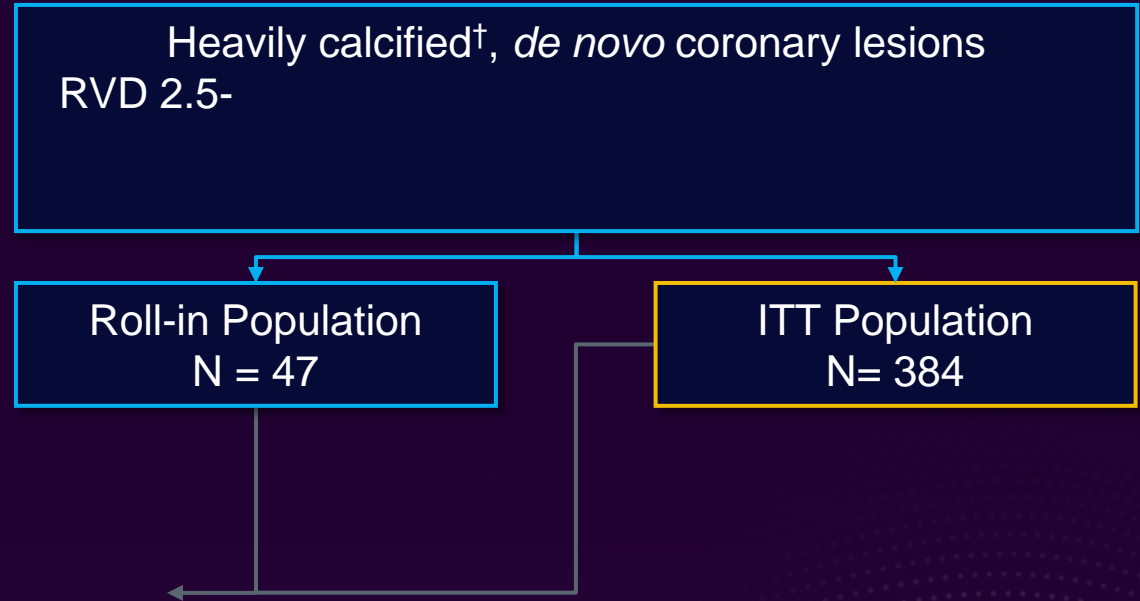 Heavily calcified†, de novo coronary lesions
RVD 2.5-
Roll-in Population
N = 47
ITT Population
N= 384